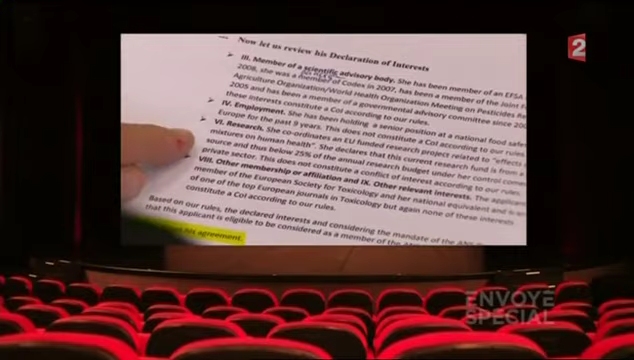 Now let us review his Declaration of Interests
III. Member of a scientific advisory body. She has been member of an EFSA
2008, she was a member of Codex in 2007, has been a member of the Joint F
Agriculture Organization/World Health Organization Meeting on Pesticides Re
2005 and has been a member of a governmental advisory committee since 200
these interests constitute a CoI according to our rules.
IV. Employment. She has been holding a senior position at a national food safe
Europe for the past 9 years. This does not constitute a CoI according to our rules
VI. Research. She co-ordinates an EU funded research project related to "effects
mixtures on human health". She declares that this current research fund is from a
source and thus below 25% of the annual research budget under her control
private sector. This does not constitute a conflict of interest according to our rules.
VIII. Other membership or affiliation and IX. Other relevant interests. The applicant
member of the European Society for Toxicology and her national equivalent and
of one of the top European journals in Toxicology but again none of these interests
constitute a CoI according to our rules.
Based on our rules, the declared interests and considering the mandate of the
that this applicant is eligible to be considered as a member of the
his agreement.
2
ENVOYÉ
SPECIAL